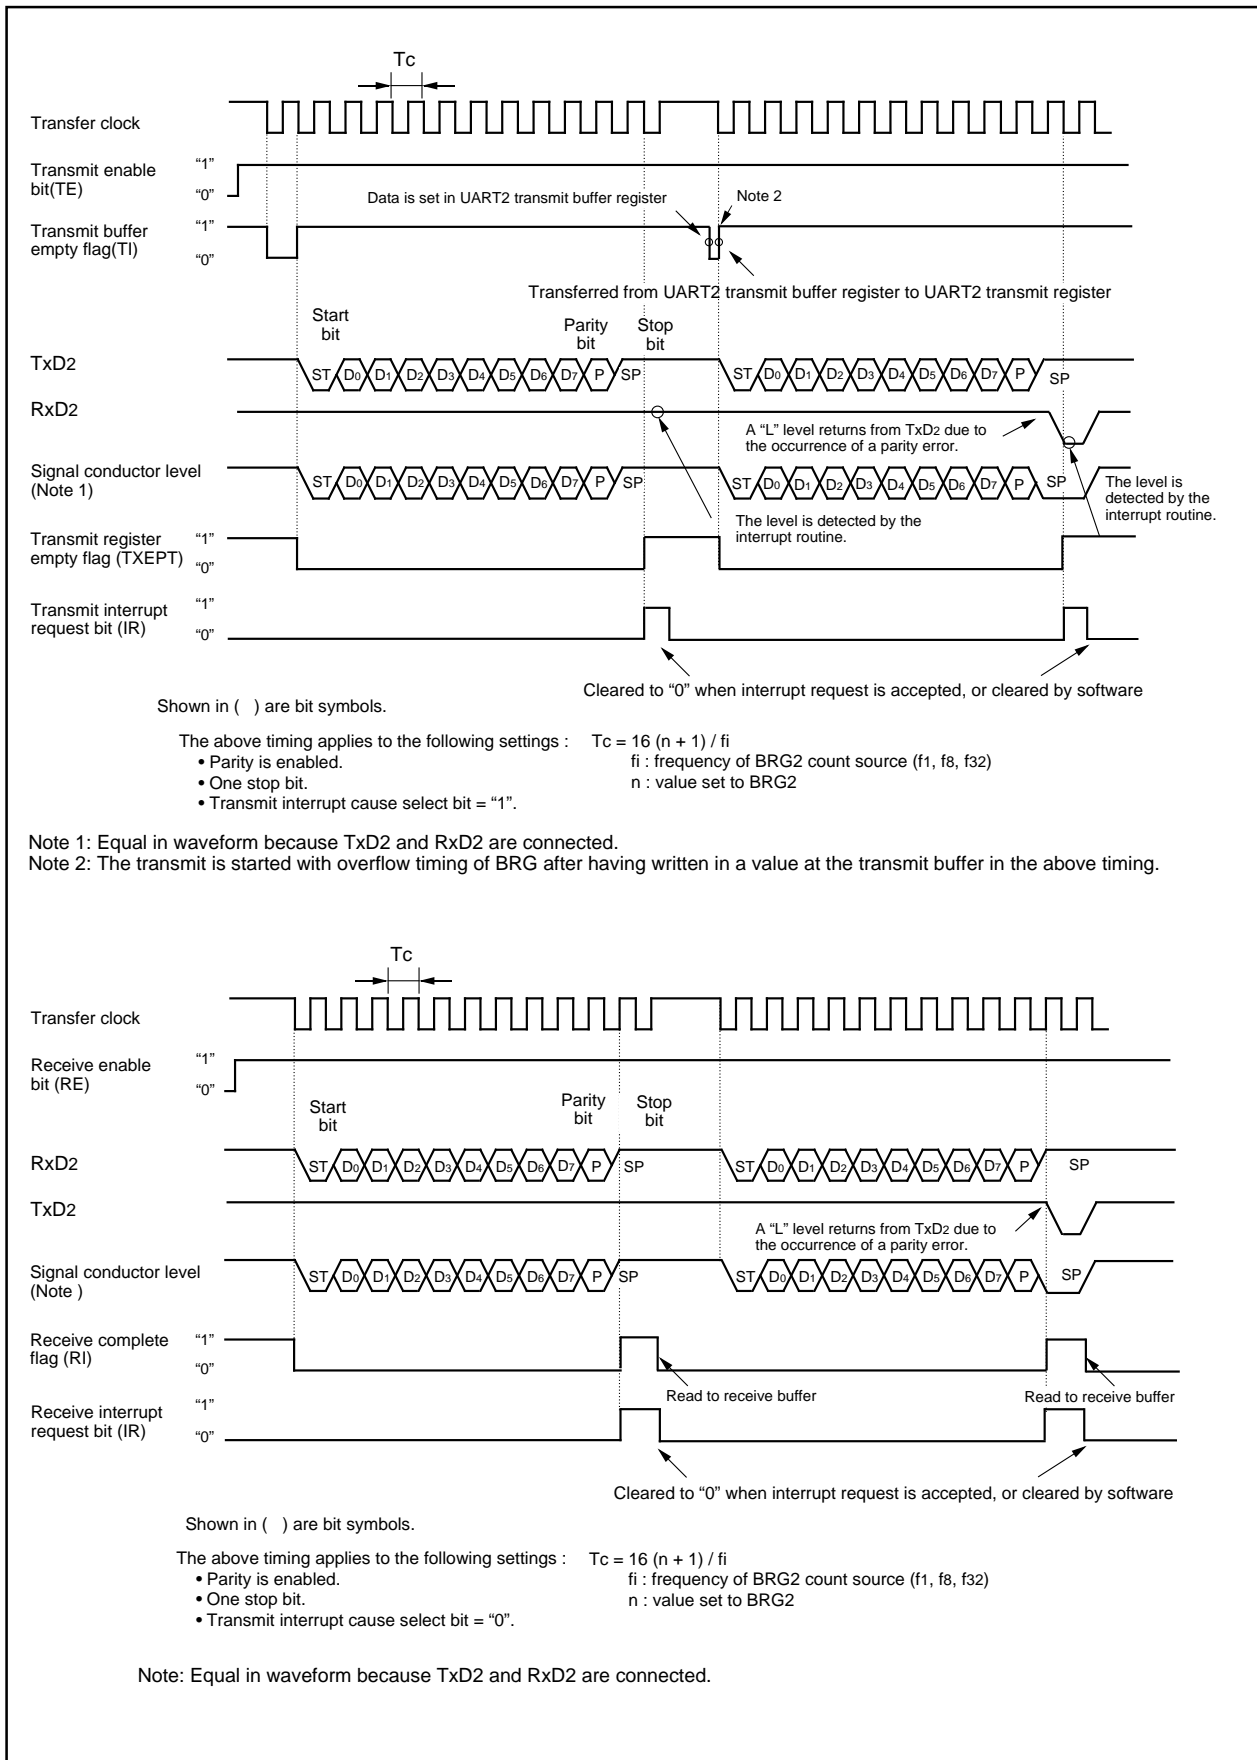 Tc
Transfer clock
Transmit enable
bit(TE)
“1”
“0”
Data is set in UART2 transmit buffer register
Note 2
Transmit buffer
empty flag(TI)
“1”
“0”
Transferred from UART2 transmit buffer register to UART2 transmit register
Start
bit
Parity
bit
Stop
bit
TxD2
ST D0 D1 D2 D3 D4 D5 D6 D7 P SP
ST D0 D1 D2 D3 D4 D5 D6 D7 P SP
RxD2
A “L” level returns from TxD2 due to
the occurrence of a parity error.
Signal conductor level
(Note 1)
ST D0 D1 D2 D3 D4 D5 D6 D7 P SP
ST D0 D1 D2 D3 D4 D5 D6 D7 P SP
The level is
detected by the
interrupt routine.
The level is detected by the
interrupt routine.
Transmit register
empty flag (TXEPT)
“1”
“0”
Transmit interrupt
request bit (IR)
“1”
“0”
Cleared to “0” when interrupt request is accepted, or cleared by software
Shown in ( ) are bit symbols.
The above timing applies to the following settings :
• Parity is enabled.
• One stop bit.
• Transmit interrupt cause select bit = “1”.
Tc = 16 (n + 1) / fi
fi : frequency of BRG2 count source (f1, f8, f32)
n : value set to BRG2
Note 1: Equal in waveform because TxD2 and RxD2 are connected.
Note 2: The transmit is started with overflow timing of BRG after having written in a value at the transmit buffer in the above timing.
Tc
Transfer clock
Receive enable
bit (RE)
“1”
“0”
Start
bit
Parity
bit
Stop
bit
RxD2
ST D0 D1 D2 D3 D4 D5 D6 D7 P SP
ST D0 D1 D2 D3 D4 D5 D6 D7 P SP
TxD2
A “L” level returns from TxD2 due to
the occurrence of a parity error.
Signal conductor level
(Note )
ST D0 D1 D2 D3 D4 D5 D6 D7 P SP
ST D0 D1 D2 D3 D4 D5 D6 D7 P SP
Receive complete
flag (RI)
“1”
“0”
Read to receive buffer
Read to receive buffer
Receive interrupt
request bit (IR)
“1”
“0”
Cleared to “0” when interrupt request is accepted, or cleared by software
Shown in ( ) are bit symbols.
The above timing applies to the following settings :
• Parity is enabled.
• One stop bit.
• Transmit interrupt cause select bit = “0”.
Tc = 16 (n + 1) / fi
fi : frequency of BRG2 count source (f1, f8, f32)
n : value set to BRG2
Note: Equal in waveform because TxD2 and RxD2 are connected.